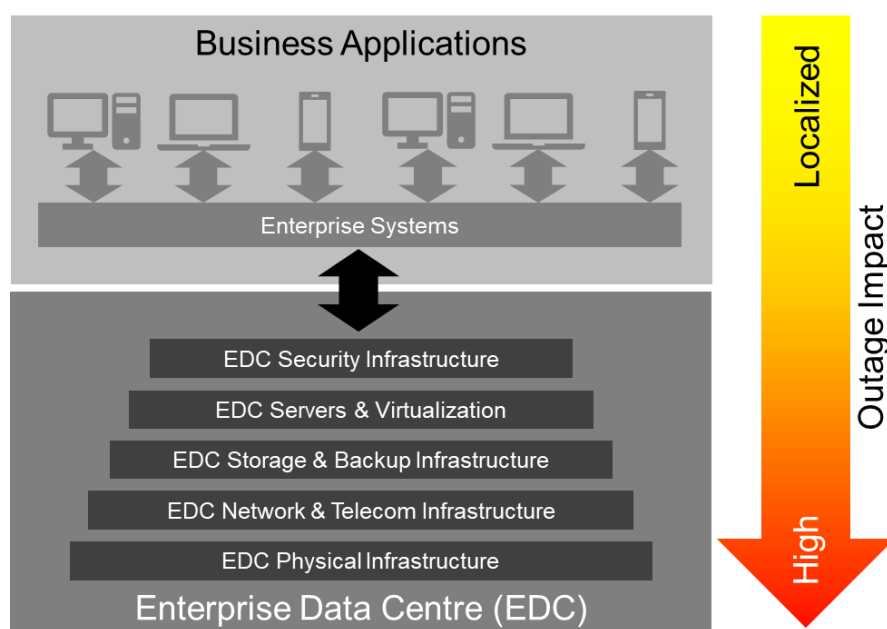 Business Applications
Enterprise Systems
EDC Security Infrastructure
EDC Servers & Virtualization
EDC Storage & Backup Infrastructure
EDC Network & Telecom Infrastructure
EDC Physical Infrastructure
Enterprise Data Centre (EDC)
Localized
High
Outage Impact